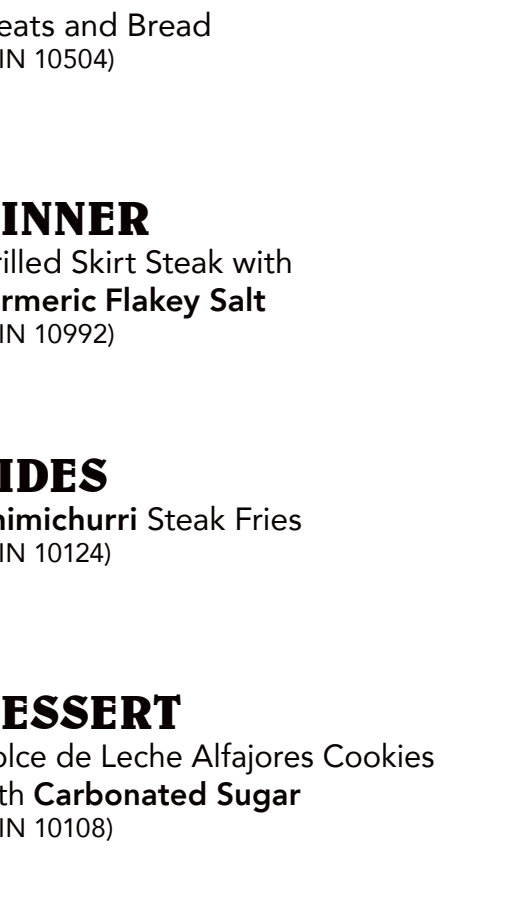 eats and Bread
IN 10504)
INNER
rilled Skirt Steak with
rmeric Flakey Salt
IN 10992)
IDES
himichurri Steak Fries
IN 10124)
ESSERT
olce de Leche Alfajores Cookies
th Carbonated Sugar
IN 10108)